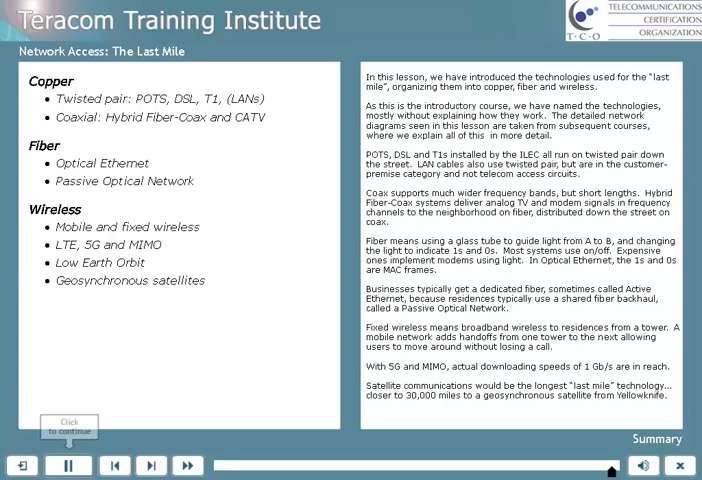 Teracom Training Institute
TELECOMMUNICATIONS
CERTIFICATION
ORGANIZATION
T·C·O
Network Access: The Last Mile
Copper
• Twisted pair: POTS, DSL, T1, (LANs)
• Coaxial: Hybrid Fiber-Coax and CATV
Fiber
• Optical Ethernet
• Passive Optical Network
Wireless
• Mobile and fixed wireless
• LTE, 5G and MIMO
• Low Earth Orbit
• Geosynchronous satellites
In this lesson, we have introduced the technologies used for the “last
mile”, organizing them into copper, fiber and wireless.
As this is the introductory course, we have named the technologies,
mostly without explaining how they work. The detailed network
diagrams seen in this lesson are taken from subsequent courses,
where we explain all of this in more detail.
POTS, DSL and T1s installed by the ILEC all run on twisted pair down
the street. LAN cables also use twisted pair, but are in the customer-
premise category and not telecom access circuits.
Coax supports much wider frequency bands, but short lengths. Hybrid
Fiber-Coax systems deliver analog TV and modem signals in frequency
channels to the neighborhood on fiber, distributed down the street on
coax.
Fiber means using a glass tube to guide light from A to B, and changing
the light to indicate 1s and 0s. Most systems use on/off. Expensive
ones implement modems using light. In Optical Ethernet, the 1s and 0s
are MAC frames.
Businesses typically get a dedicated fiber, sometimes called Active
Ethernet, because residences typically use a shared fiber backhaul,
called a Passive Optical Network.
Fixed wireless means broadband wireless to residences from a tower. A
mobile network adds handoffs from one tower to the next allowing
users to move around without losing a call.
With 5G and MIMO, actual downloading speeds of 1 Gb/s are in reach.
Satellite communications would be the longest “last mile” technology...
closer to 30,000 miles to a geosynchronous satellite from Yellowknife.
Click
to continue
Summary